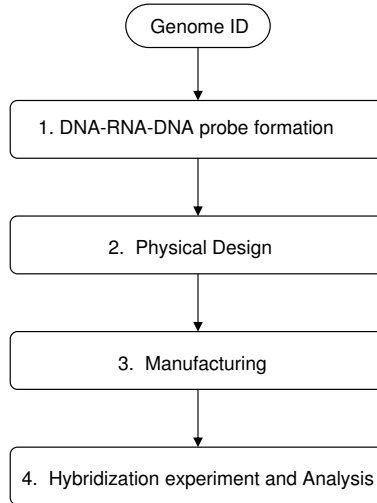 Genome ID
1. DNA-RNA-DNA probe formation
2. Physical Design
3. Manufacturing
4. Hybridization experiment and Analysis